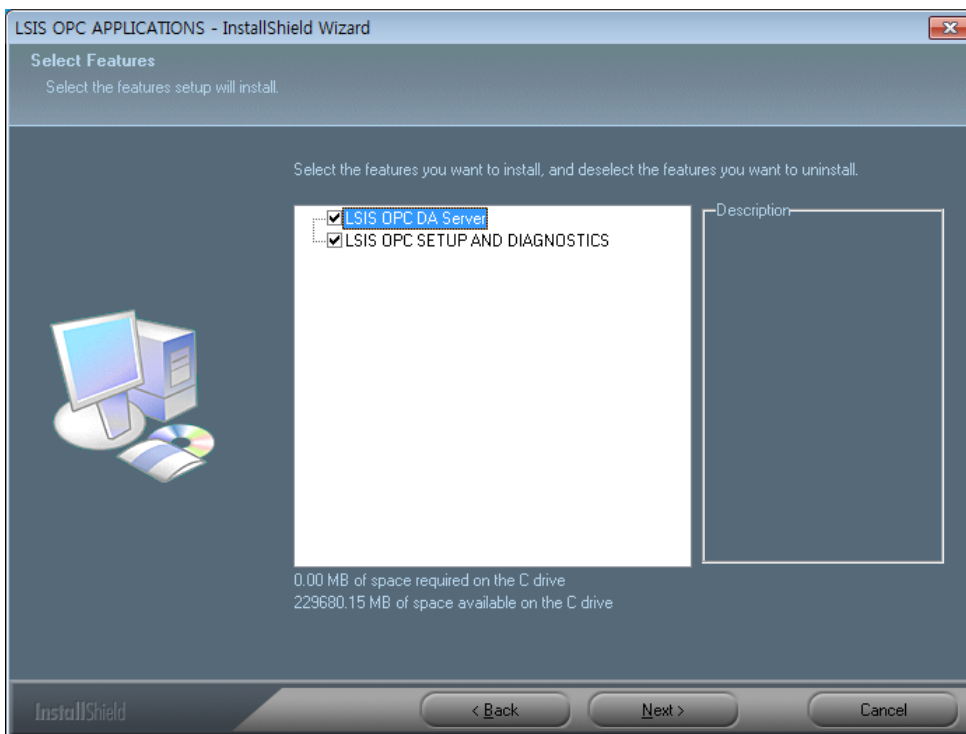 LSIS OPC APPLICATIONS - InstallShield Wizard
Select Features
Select the features setup will install.
Select the features you want to install, and deselect the features you want to uninstall.
LSIS OPC DA Server
LSIS OPC SETUP AND DIAGNOSTICS
Description
0.00 MB of space required on the C drive
229680.15 MB of space available on the C drive
InstallShield
< Back
Next >
Cancel